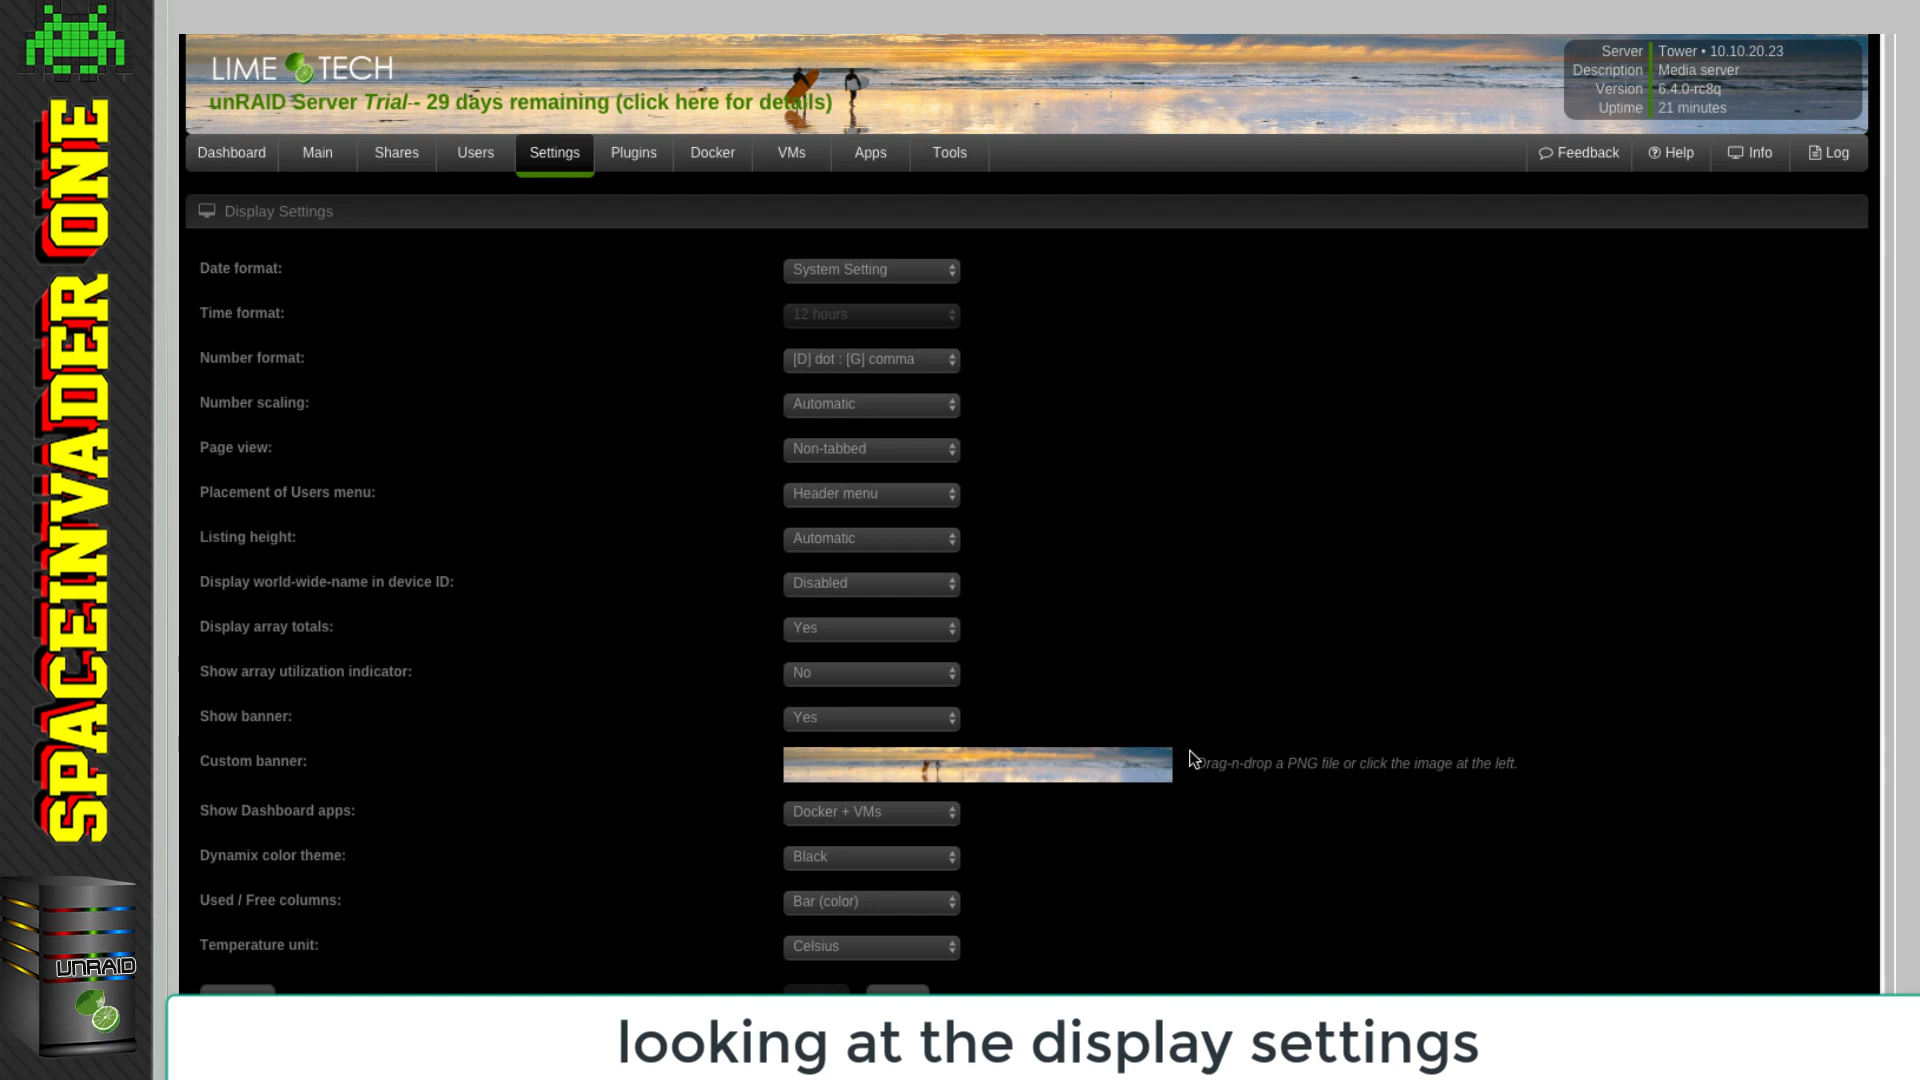 SPACEINVADER ONE
UNRAID
LIME TECH
unRAID Server Trial-- 29 days remaining (click here for details)
Server Tower • 10.10.20.23
Description Media server
Version 6.4.0-rc8q
Uptime 21 minutes
Dashboard Main Shares Users Settings Plugins Docker VMs Apps Tools Feedback Help Info Log
Display Settings
Date format: System Setting
Time format: 12 hours
Number format: [D] dot : [G] comma
Number scaling: Automatic
Page view: Non-tabbed
Placement of Users menu: Header menu
Listing height: Automatic
Display world-wide-name in device ID: Disabled
Display array totals: Yes
Show array utilization indicator: No
Show banner: Yes
Custom banner: Drag-n-drop a PNG file or click the image at the left.
Show Dashboard apps: Docker + VMs
Dynamix color theme: Black
Used / Free columns: Bar (color)
Temperature unit: Celsius
looking at the display settings